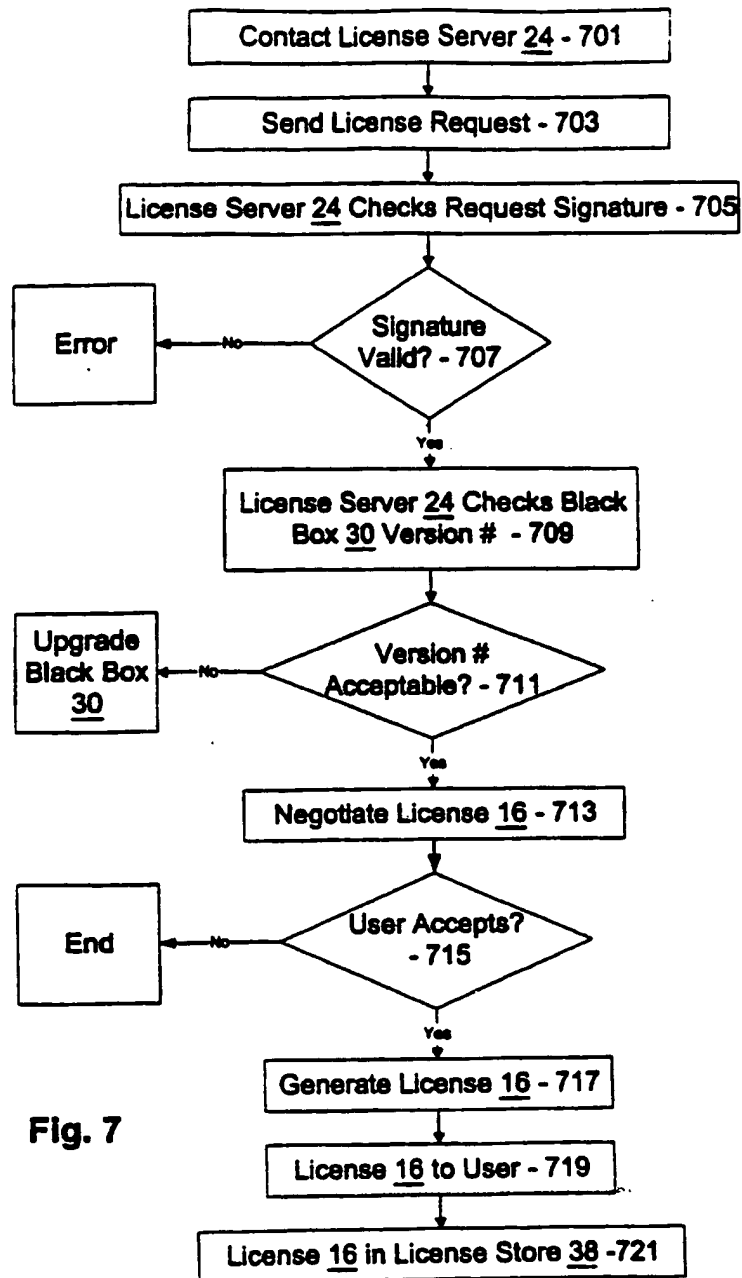 Contact License Server 24 - 701
Send License Request - 703
License Server 24 Checks Request Signature - 705
Error
No
Signature
Valid? - 707
Yes
License Server 24 Checks Black
Box 30 Version # - 709
Upgrade
Black Box
30
No
Version #
Acceptable? - 711
Yes
Negotiate License 16 - 713
End
No
User Accepts?
- 715
Yes
Generate License 16 - 717
Fig. 7
License 16 to User - 719
License 16 in License Store 38 -721